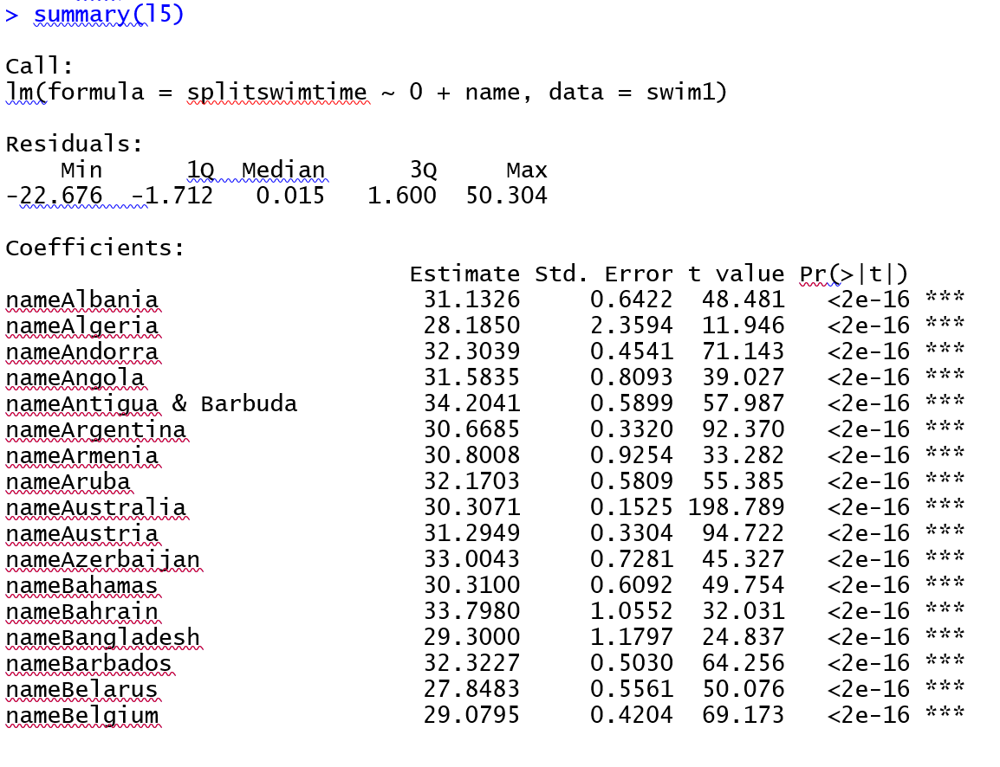 > summary(l5)
Call:
lm(formula = splitswimtime ~ 0 + name, data = swim1)
Residuals:
    Min      1Q  Median      3Q     Max
-22.676  -1.712   0.015   1.600  50.304
Coefficients:
                             Estimate Std. Error t value Pr(>|t|)
nameAlbania                   31.1326     0.6422  48.481   <2e-16 ***
nameAlgeria                   28.1850     2.3594  11.946   <2e-16 ***
nameAndorra                   32.3039     0.4541  71.143   <2e-16 ***
nameAngola                    31.5835     0.8093  39.027   <2e-16 ***
nameAntigua & Barbuda         34.2041     0.5899  57.987   <2e-16 ***
nameArgentina                 30.6685     0.3320  92.370   <2e-16 ***
nameArmenia                   30.8008     0.9254  33.282   <2e-16 ***
nameAruba                     32.1703     0.5809  55.385   <2e-16 ***
nameAustralia                 30.3071     0.1525 198.789   <2e-16 ***
nameAustria                   31.2949     0.3304  94.722   <2e-16 ***
nameAzerbaijan                33.0043     0.7281  45.327   <2e-16 ***
nameBahamas                   30.3100     0.6092  49.754   <2e-16 ***
nameBahrain                   33.7980     1.0552  32.031   <2e-16 ***
nameBangladesh                29.3000     1.1797  24.837   <2e-16 ***
nameBarbados                  32.3227     0.5030  64.256   <2e-16 ***
nameBelarus                   27.8483     0.5561  50.076   <2e-16 ***
nameBelgium                   29.0795     0.4204  69.173   <2e-16 ***